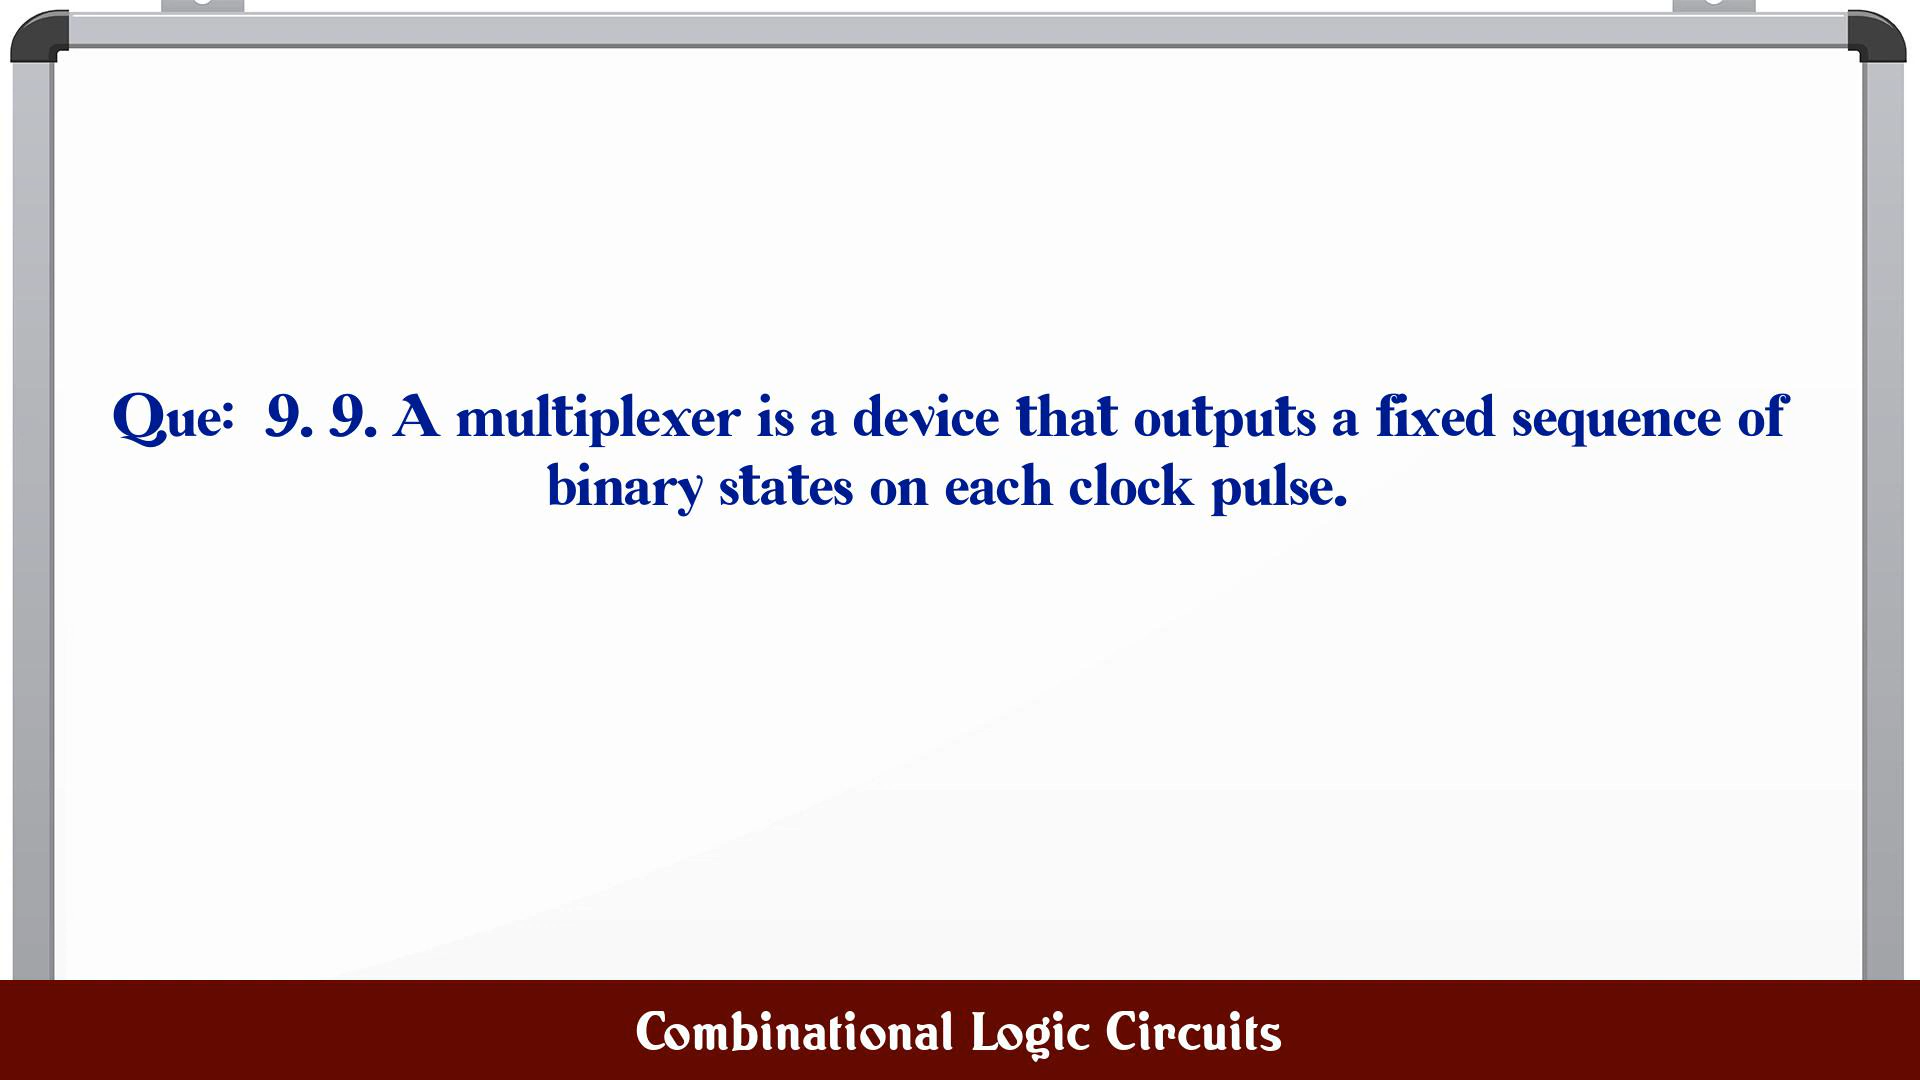 Que: 9. 9. A multiplexer is a device that outputs a fixed sequence of
binary states on each clock pulse.
Combinational Logic Circuits